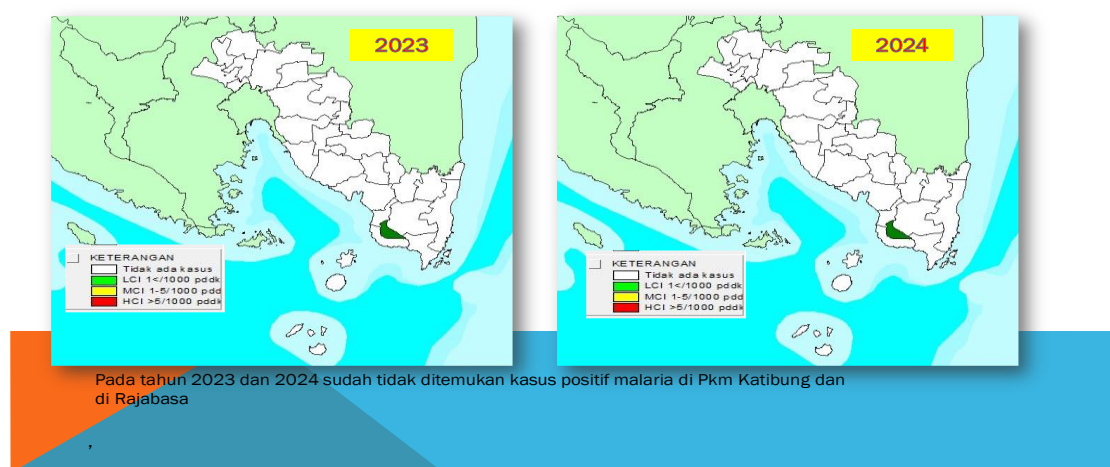 2023
KETERANGAN
Tidak ada kasus
LCI 1</1000 pddk
MCI 1-5/1000 pdd
HCI >5/1000 pddk
2024
KETERANGAN
Tidak ada kasus
LCI 1</1000 pddk
MCI 1-5/1000 pdd
HCI >5/1000 pddk
Pada tahun 2023 dan 2024 sudah tidak ditemukan kasus positif malaria di Pkm Katibung dan
di Rajabasa
,